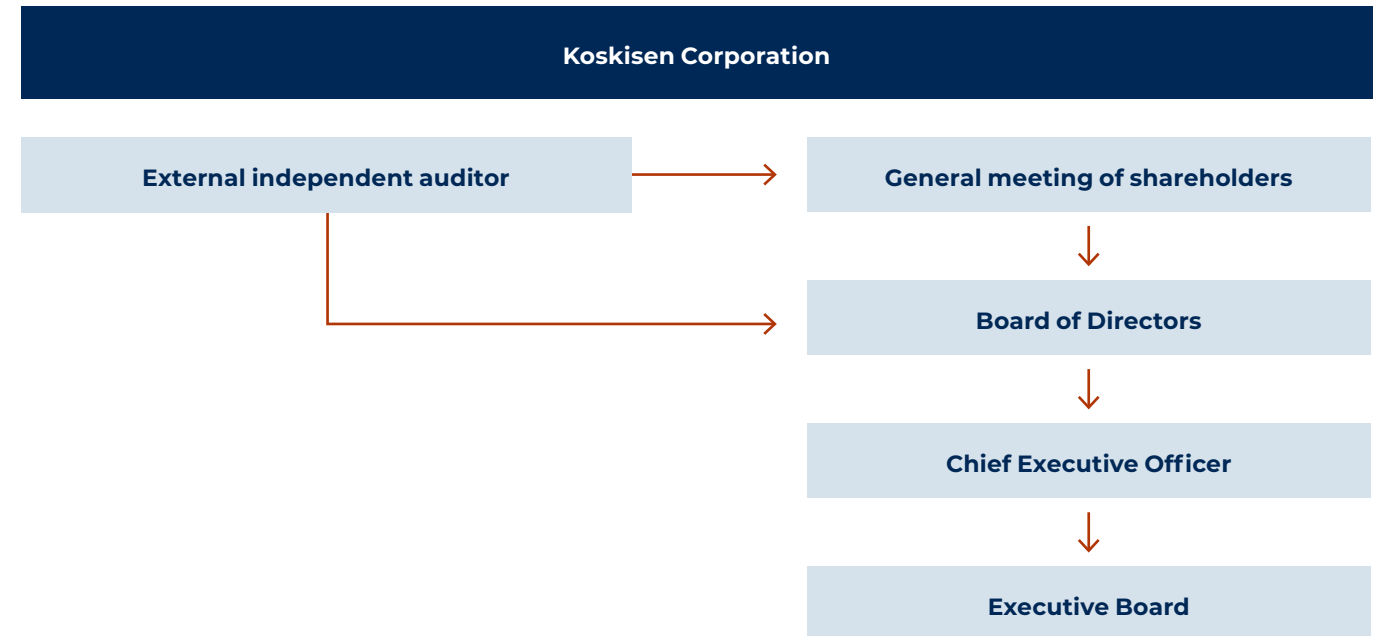 Koskisen Corporation
External independent auditor
General meeting of shareholders
Board of Directors
Chief Executive Officer
Executive Board